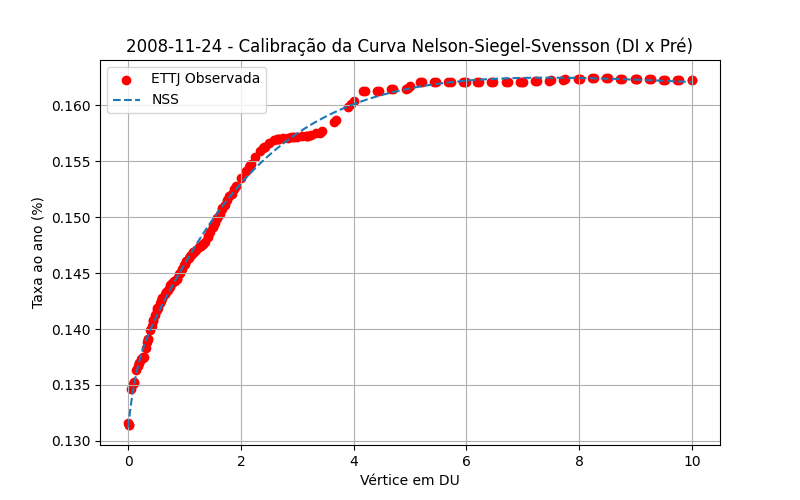 2008-11-24 - Calibração da Curva Nelson-Siegel-Svensson (DI x Pré)
ETTJ Observada
NSS
Taxa ao ano (%)
0.160
0.155
0.150
0.145
0.140
0.135
0.130
0 2 4 6 8 10
Vértice em DU